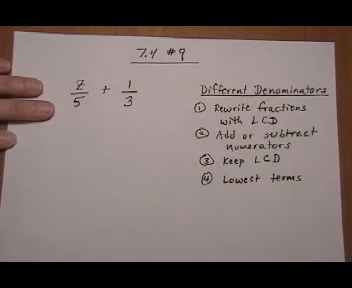 7.4 #9
z/5 + 1/3
Different Denominators
① Rewrite fractions
with LCD
② Add or subtract
numerators
③ Keep LCD
④ Lowest terms